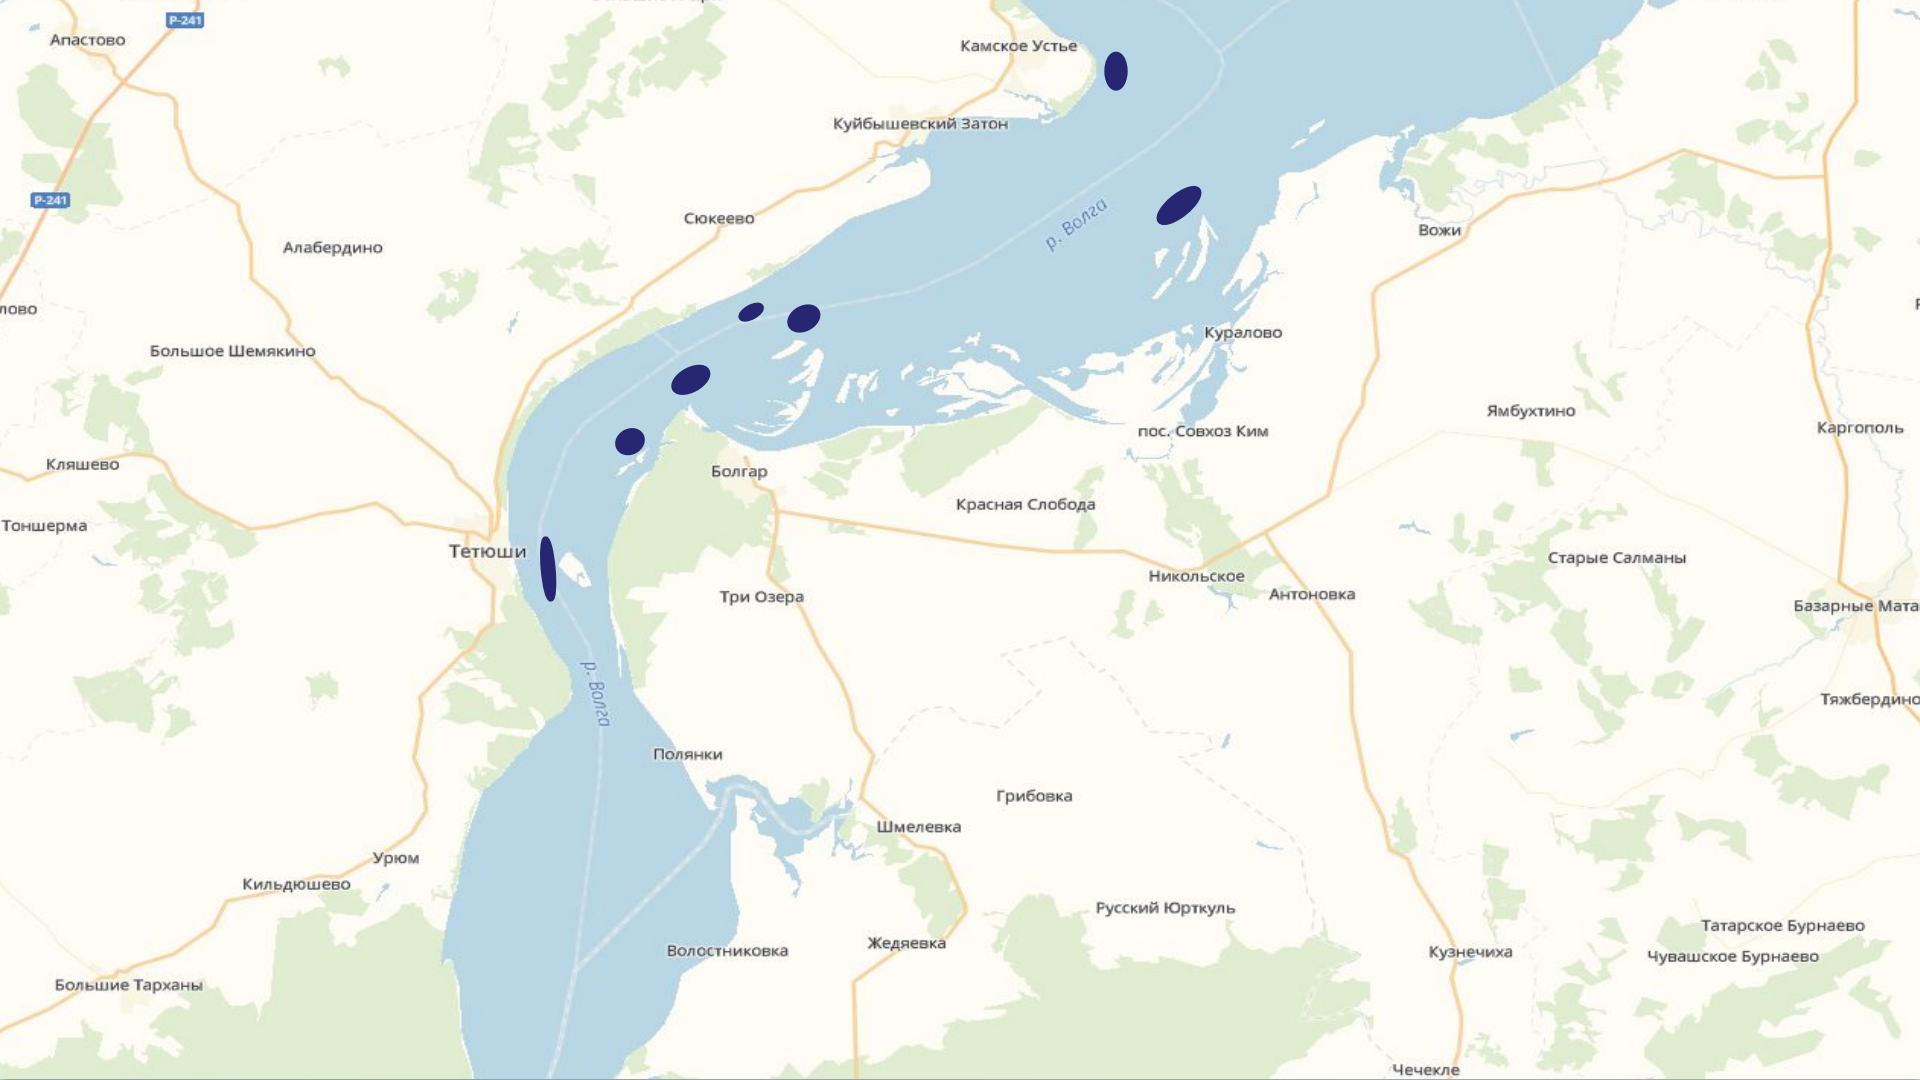 Р-241
Апастово
Камское Устье
Куйбышевский Затон
Р-241
Сюкеево
р. Волга
Вожи
Алабердино
лово
Куралово
Большое Шемякино
Ямбухтино
Каргополь
пос. Совхоз Ким
Кляшево
Болгар
Красная Слобода
Тоншерма
Тетюши
Старые Салманы
Никольское
Антоновка
Три Озера
Базарные Мата
р. Волга
Тяжбердино
Полянки
Грибовка
Шмелевка
Урюм
Кильдюшево
Русский Юрткуль
Татарское Бурнаево
Жедяевка
Волостниковка
Кузнечиха
Чувашское Бурнаево
Большие Тарханы
Чечекле